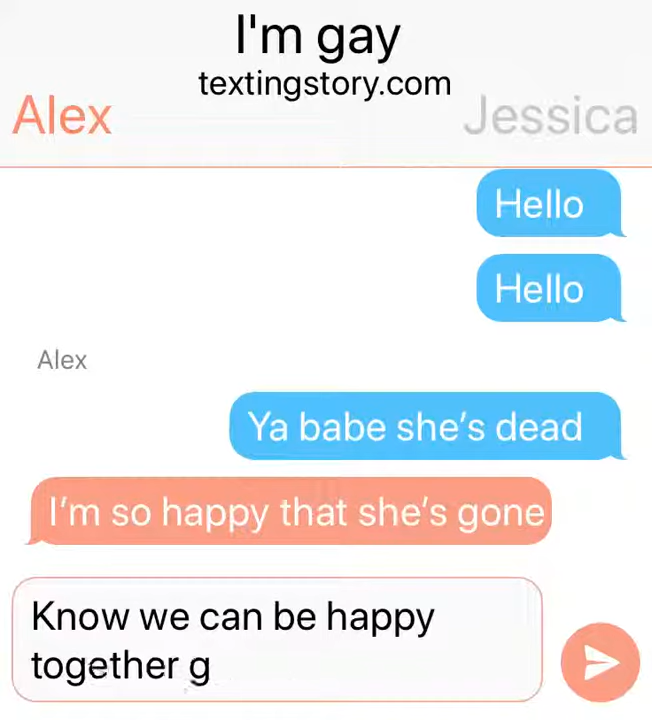 I'm gay
textingstory.com
Alex Jessica
Hello
Hello
Alex
Ya babe she’s dead
I’m so happy that she’s gone
Know we can be happy
together g